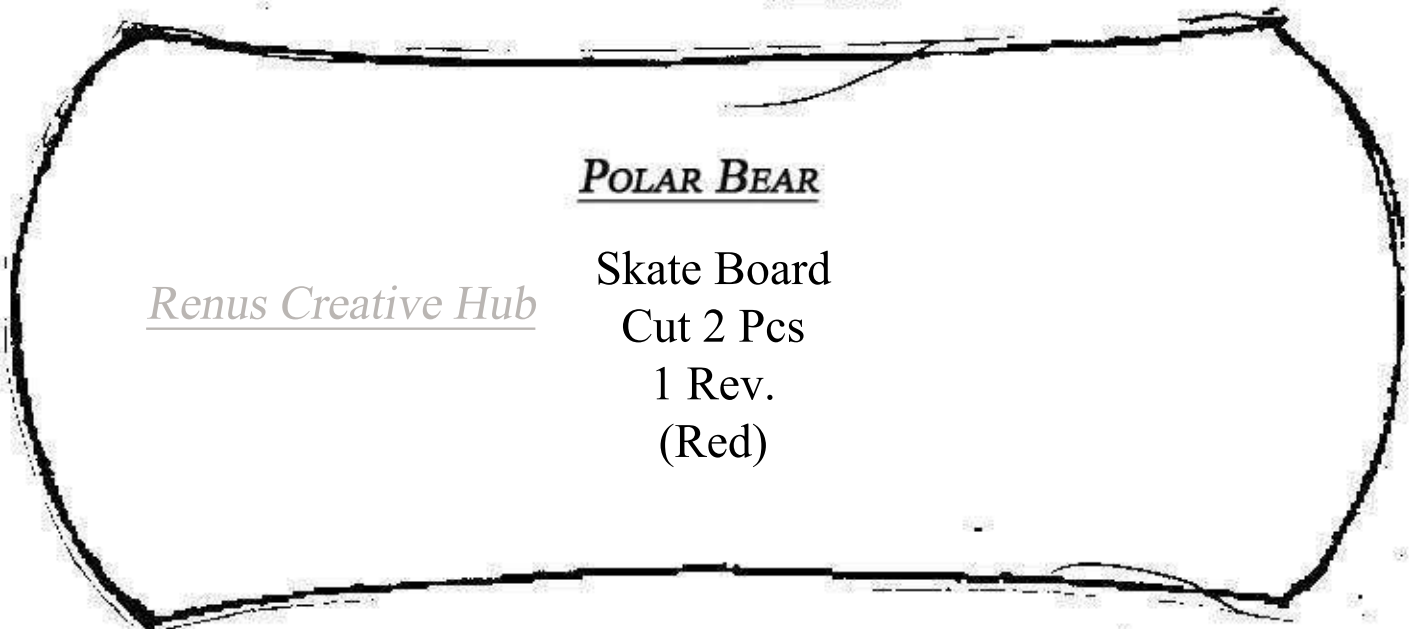 POLAR BEAR
Renus Creative Hub
Skate Board
Cut 2 Pcs
1 Rev.
(Red)